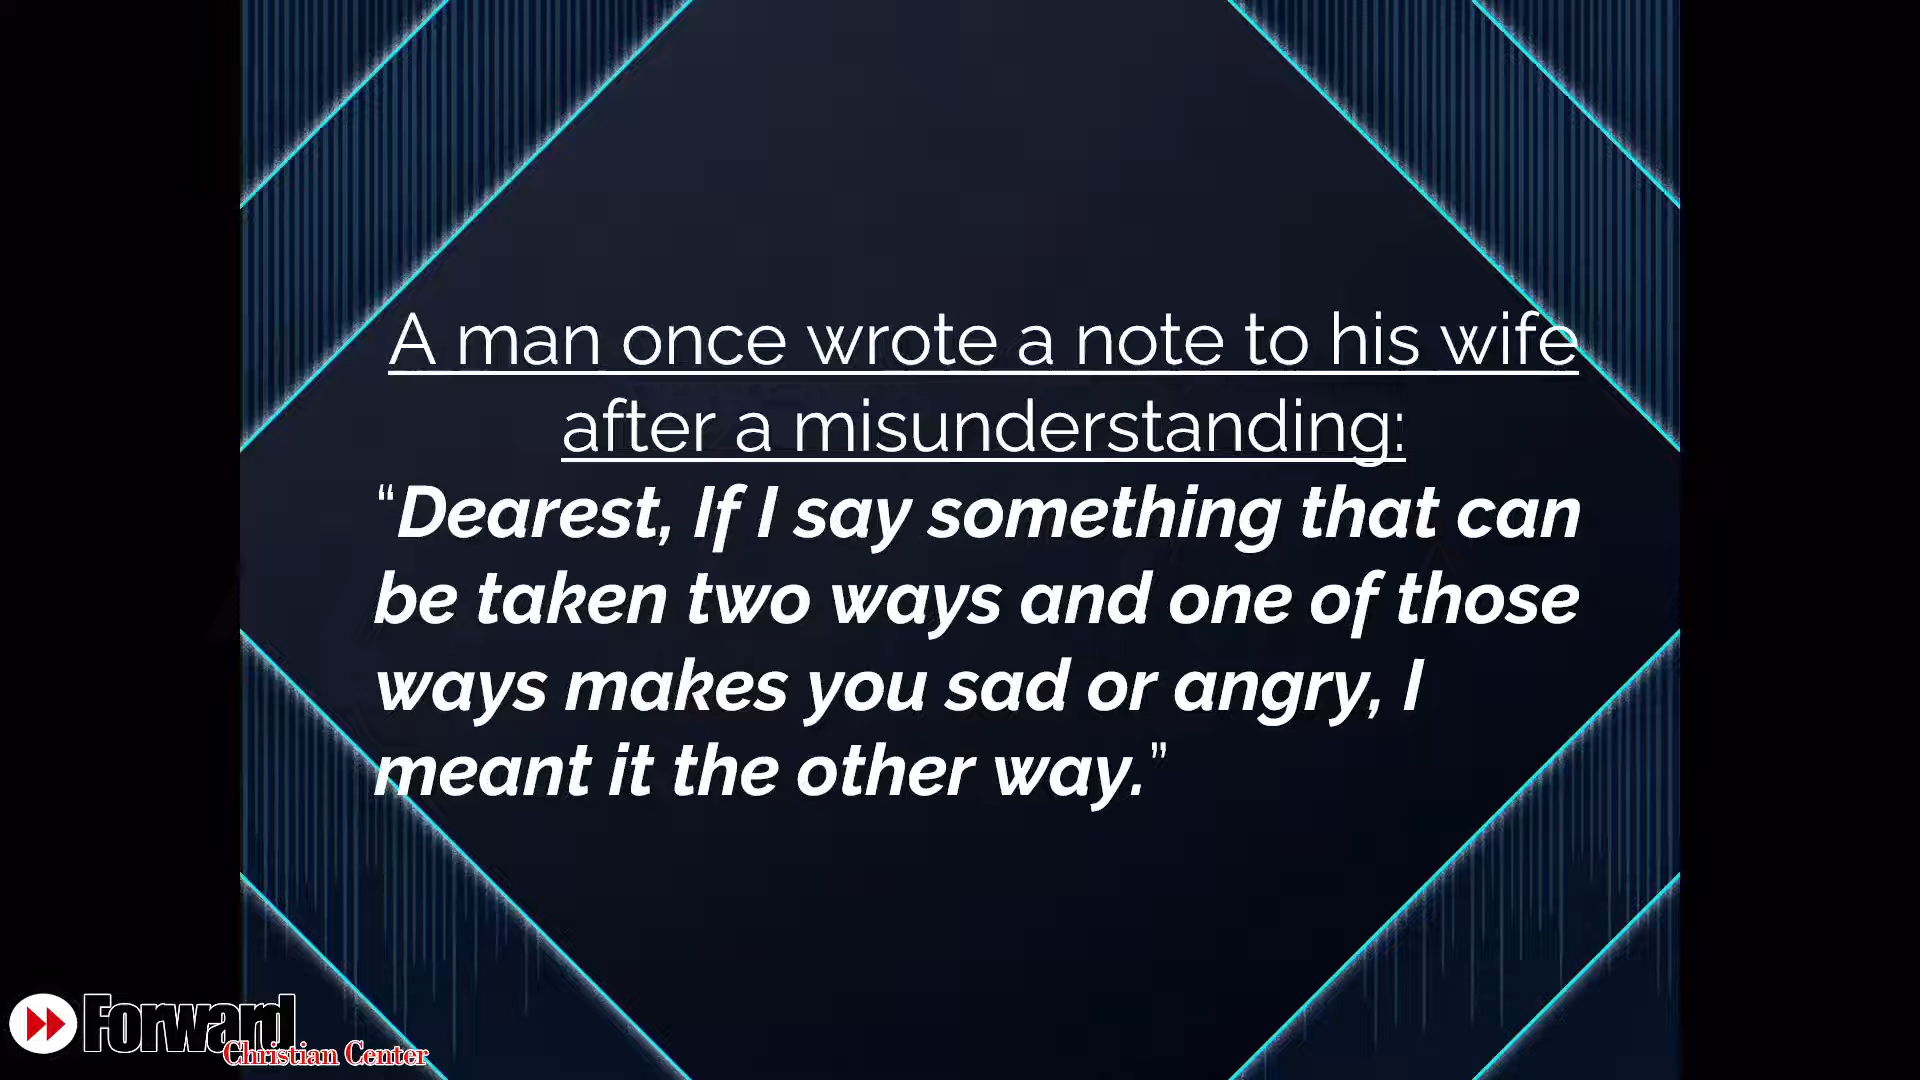 A man once wrote a note to his wife
after a misunderstanding:
“Dearest, If I say something that can
be taken two ways and one of those
ways makes you sad or angry, I
meant it the other way.”
Forward
Christian Center